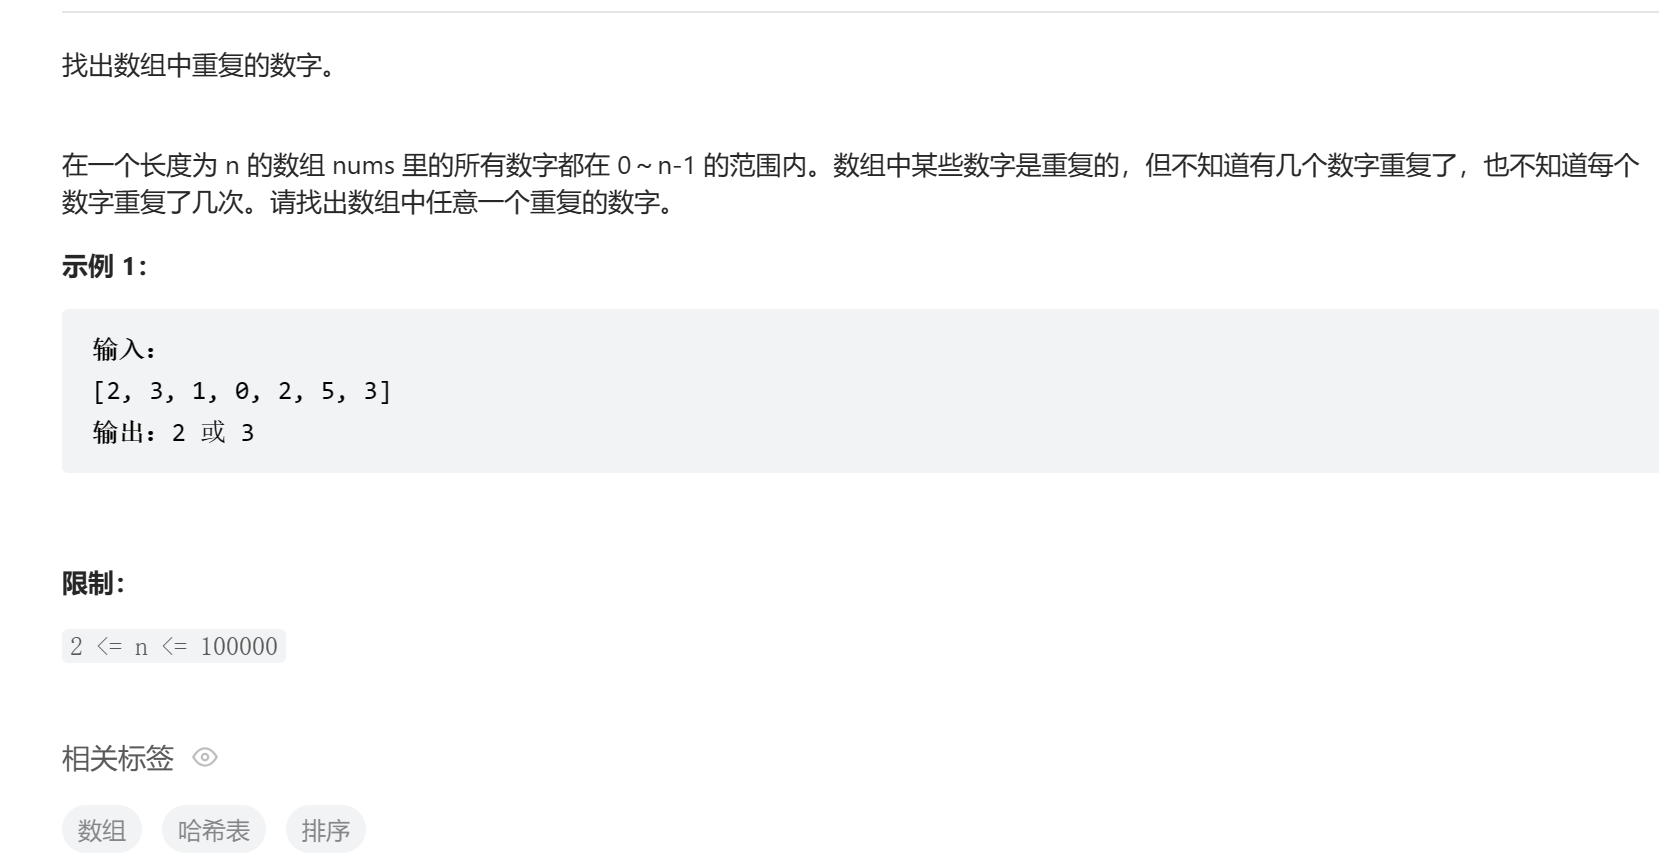 找出数组中重复的数字。
在一个长度为 n 的数组 nums 里的所有数字都在 0～n-1 的范围内。数组中某些数字是重复的，但不知道有几个数字重复了，也不知道每个
数字重复了几次。请找出数组中任意一个重复的数字。
示例 1：
输入：
[2, 3, 1, 0, 2, 5, 3]
输出：2 或 3
限制：
2 <= n <= 100000
相关标签
数组 哈希表 排序